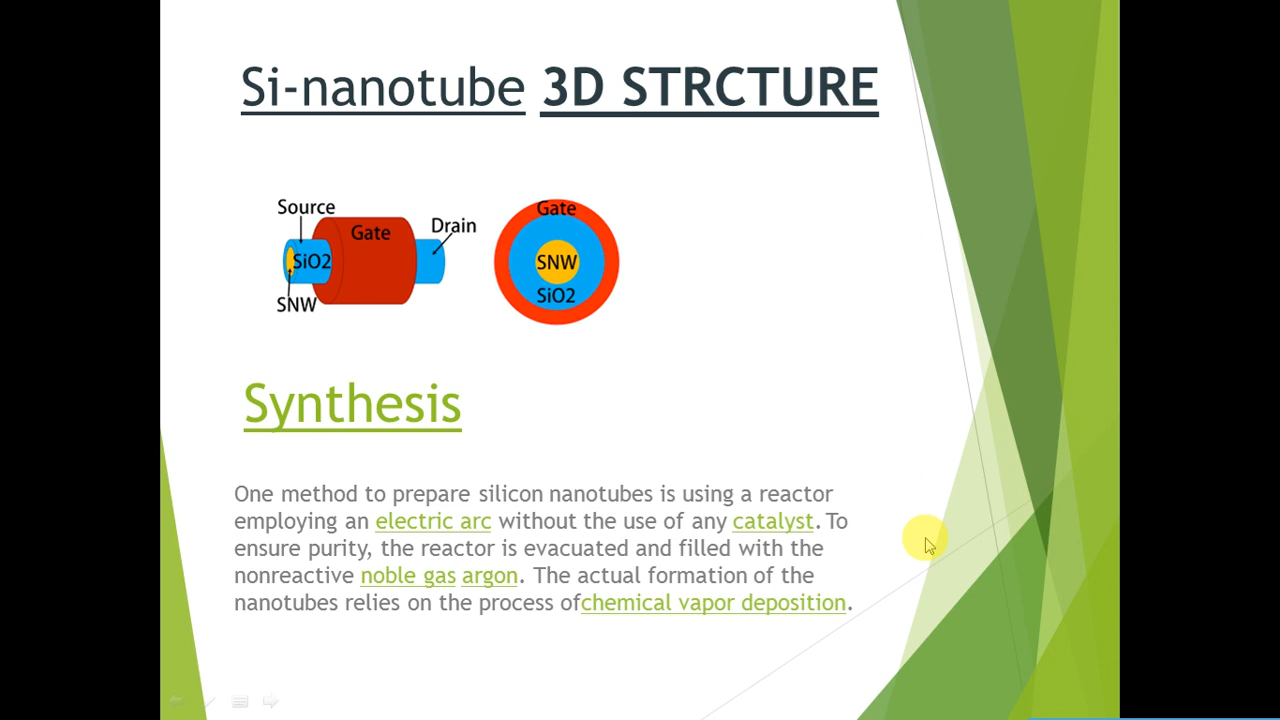 Si-nanotube 3D STRCTURE
Source
Gate
Drain
SiO2
SNW
Gate
SNW
SiO2
Synthesis
One method to prepare silicon nanotubes is using a reactor
employing an electric arc without the use of any catalyst. To
ensure purity, the reactor is evacuated and filled with the
nonreactive noble gas argon. The actual formation of the
nanotubes relies on the process ofchemical vapor deposition.